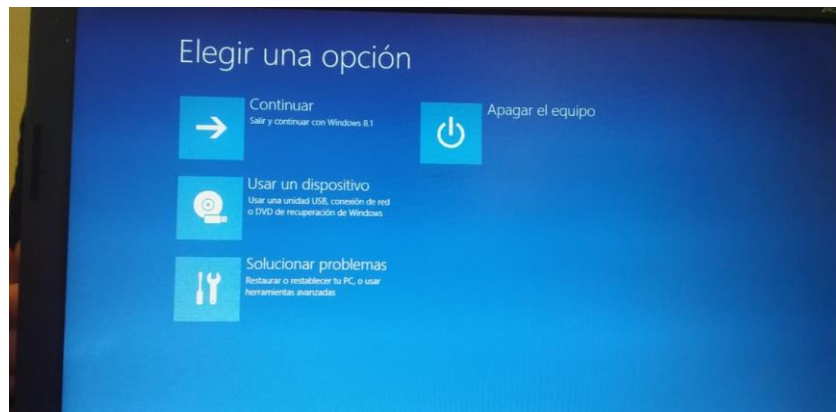 Elegir una opción
Continuar
Salir y continuar con Windows 8.1
Apagar el equipo
Usar un dispositivo
Usar una unidad USB, conexión de red
o DVD de recuperación de Windows
Solucionar problemas
Restaurar o restablecer tu PC, o usar
herramientas avanzadas